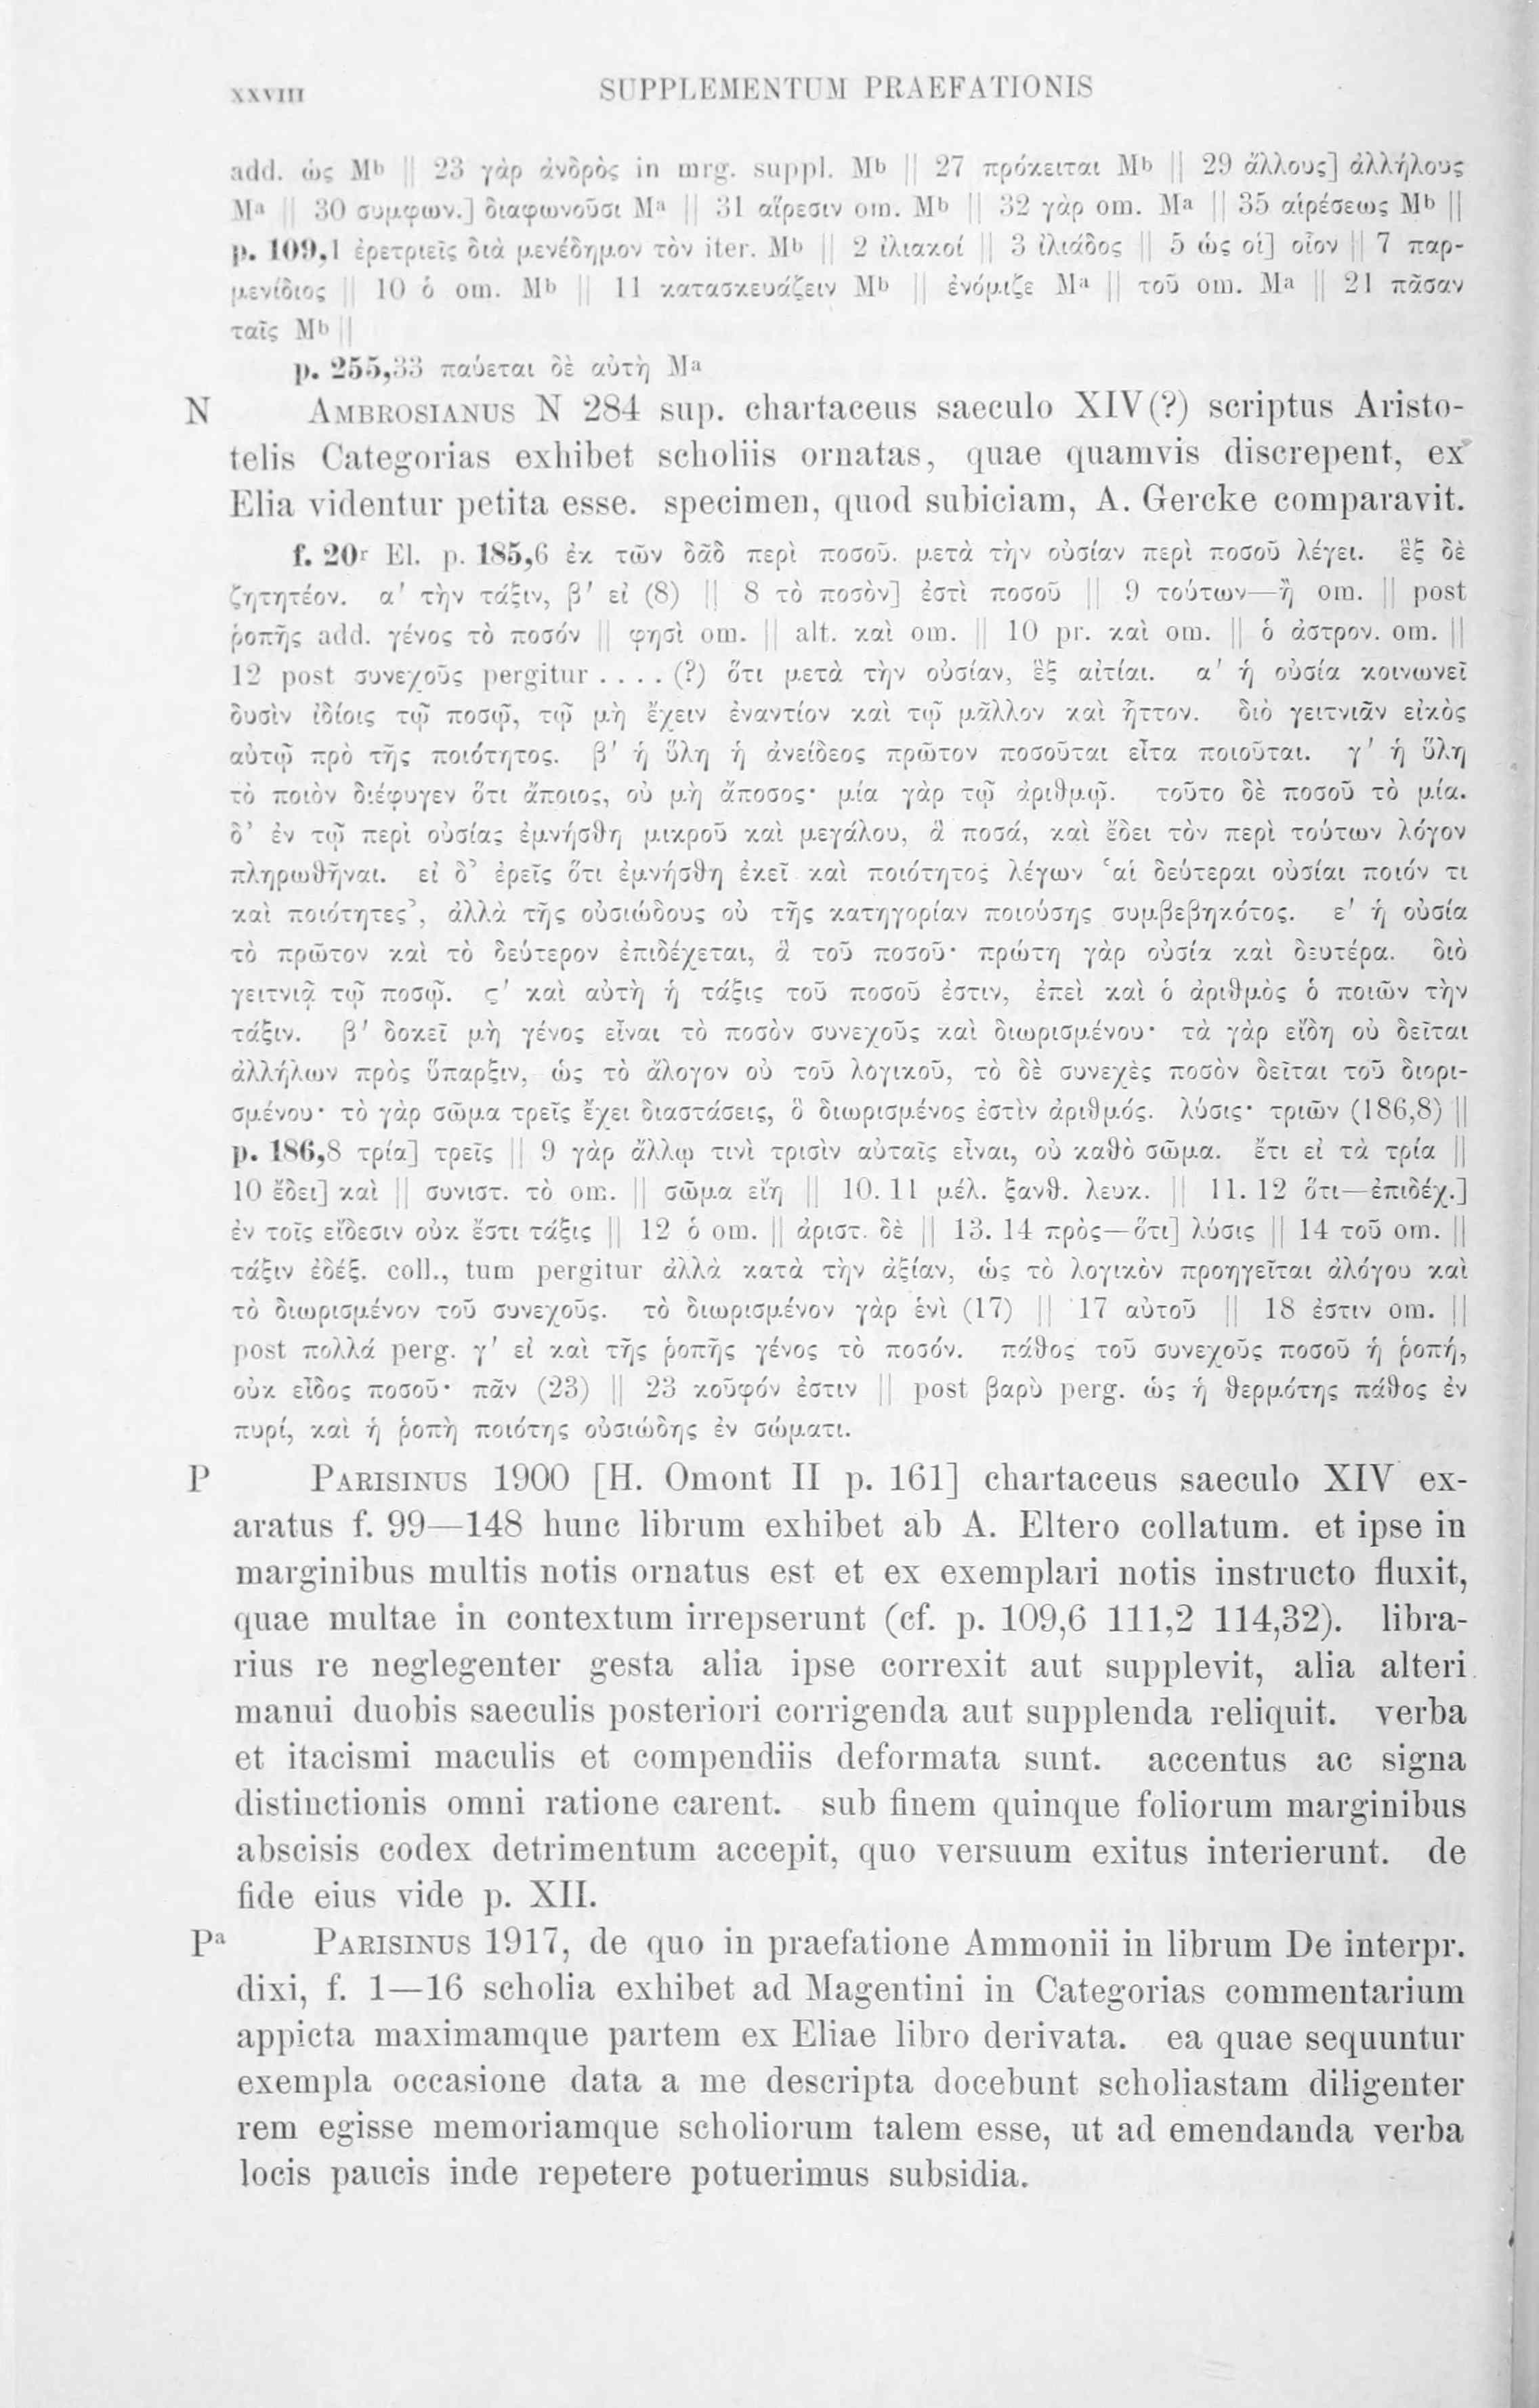 XXVIII SUPPLEMENTUM PRAEFATIONIS
add. ὡς Mᵇ || 23 γὰρ ἀνδρὸς in mrg. suppl. Mᵇ || 27 πρόκειται Mᵇ || 29 ἄλλους] ἀλλήλους
Mᵃ || 30 συμφων.] διαφωνοῦσι Mᵃ || 31 αἵρεσιν om. Mᵇ || 32 γὰρ om. Mᵃ || 35 αἱρέσεως Mᵇ ||
p. 109,1 ἐρετριεῖς διὰ μενέδημον τὸν iter. Mᵇ || 2 ἰλιακοί || 3 ἰλιάδος || 5 ὡς οἱ] οἷον || 7 παρ-
μενίδιος || 10 ὁ om. Mᵇ || 11 κατασκευάζειν Mᵇ || ἐνόμιζε Mᵃ || τοῦ om. Mᵃ || 21 πᾶσαν
ταῖς Mᵇ ||
p. 255,33 παύεται δὲ αὐτὴ Mᵃ
N AMBROSIANUS N 284 sup. chartaceus saeculo XIV(?) scriptus Aristo-
telis Categorias exhibet scholiis ornatas, quae quamvis discrepent, ex
Elia videntur petita esse. specimen, quod subiciam, A. Gercke comparavit.
f. 20ʳ El. p. 185,6 ἐκ τῶν δᾶδ περὶ ποσοῦ. μετὰ τὴν οὐσίαν περὶ ποσοῦ λέγει. ἓξ δὲ
ζητητέον. α' τὴν τάξιν, β' εἰ (8) || 8 τὸ ποσὸν] ἐστὶ ποσοῦ || 9 τούτων—ἢ om. || post
ῥοπῆς add. γένος τὸ ποσόν || φησὶ om. || alt. καὶ om. || 10 pr. καὶ om. || ὁ ἀστρον. om. ||
12 post συνεχοῦς pergitur . . . . (?) ὅτι μετὰ τὴν οὐσίαν, ἓξ αἰτίαι. α' ἡ οὐσία κοινωνεῖ
δυσὶν ἰδίοις τῷ ποσῷ, τῷ μὴ ἔχειν ἐναντίον καὶ τῷ μᾶλλον καὶ ἧττον. διὸ γειτνιᾶν εἰκὸς
αὐτῷ πρὸ τῆς ποιότητος. β' ἡ ὕλη ἡ ἀνείδεος πρῶτον ποσοῦται εἶτα ποιοῦται. γ' ἡ ὕλη
τὸ ποιὸν διέφυγεν ὅτι ἄποιος, οὐ μὴ ἄποσος· μία γὰρ τῷ ἀριθμῷ. τοῦτο δὲ ποσοῦ τὸ μία.
δ' ἐν τῷ περὶ οὐσίας ἐμνήσθη μικροῦ καὶ μεγάλου, ἃ ποσά, καὶ ἔδει τὸν περὶ τούτων λόγον
πληρωθῆναι. εἰ δ' ἐρεῖς ὅτι ἐμνήσθη ἐκεῖ καὶ ποιότητος λέγων ‘αἱ δεύτεραι οὐσίαι ποιόν τι
καὶ ποιότητες’, ἀλλὰ τῆς οὐσιώδους οὐ τῆς κατηγορίαν ποιούσης συμβεβηκότος. ε' ἡ οὐσία
τὸ πρῶτον καὶ τὸ δεύτερον ἐπιδέχεται, ἃ τοῦ ποσοῦ· πρώτη γὰρ οὐσία καὶ δευτέρα. διὸ
γειτνιᾷ τῷ ποσῷ. ς' καὶ αὐτὴ ἡ τάξις τοῦ ποσοῦ ἐστιν, ἐπεὶ καὶ ὁ ἀριθμὸς ὁ ποιῶν τὴν
τάξιν. β' δοκεῖ μὴ γένος εἶναι τὸ ποσὸν συνεχοῦς καὶ διωρισμένου· τὰ γὰρ εἴδη οὐ δεῖται
ἀλλήλων πρὸς ὕπαρξιν, ὡς τὸ ἄλογον οὐ τοῦ λογικοῦ, τὸ δὲ συνεχὲς ποσὸν δεῖται τοῦ διορι-
σμένου· τὸ γὰρ σῶμα τρεῖς ἔχει διαστάσεις, ὃ διωρισμένος ἐστὶν ἀριθμός. λύσις· τριῶν (186,8) ||
p. 186,8 τρία] τρεῖς || 9 γὰρ ἄλλῳ τινὶ τρισὶν αὐταῖς εἶναι, οὐ καθὸ σῶμα. ἔτι εἰ τὰ τρία ||
10 ἔδει] καὶ || συνιστ. τὸ om. || σῶμα εἴη || 10. 11 μέλ. ξανθ. λευκ. || 11. 12 ὅτι—ἐπιδέχ.]
ἐν τοῖς εἴδεσιν οὐκ ἔστι τάξις || 12 ὁ om. || ἀριστ. δὲ || 13. 14 πρὸς—ὅτι] λύσις || 14 τοῦ om. ||
τάξιν ἐδέξ. coll., tum pergitur ἀλλὰ κατὰ τὴν ἀξίαν, ὡς τὸ λογικὸν προηγεῖται ἀλόγου καὶ
τὸ διωρισμένον τοῦ συνεχοῦς. τὸ διωρισμένον γὰρ ἑνὶ (17) || 17 αὐτοῦ || 18 ἐστιν om. ||
post πολλά perg. γ' εἰ καὶ τῆς ῥοπῆς γένος τὸ ποσόν. πάθος τοῦ συνεχοῦς ποσοῦ ἡ ῥοπή,
οὐκ εἶδος ποσοῦ· πᾶν (23) || 23 κοῦφόν ἐστιν || post βαρὺ perg. ὡς ἡ θερμότης πάθος ἐν
πυρί, καὶ ἡ ῥοπὴ ποιότης οὐσιώδης ἐν σώματι.
P PARISINUS 1900 [H. Omont II p. 161] chartaceus saeculo XIV ex-
aratus f. 99—148 hunc librum exhibet ab A. Eltero collatum. et ipse in
marginibus multis notis ornatus est et ex exemplari notis instructo fluxit,
quae multae in contextum irrepserunt (cf. p. 109,6 111,2 114,32). libra-
rius re neglegenter gesta alia ipse correxit aut supplevit, alia alteri
manui duobis saeculis posteriori corrigenda aut supplenda reliquit. verba
et itacismi maculis et compendiis deformata sunt. accentus ac signa
distinctionis omni ratione carent. sub finem quinque foliorum marginibus
abscisis codex detrimentum accepit, quo versuum exitus interierunt. de
fide eius vide p. XII.
Pᵃ PARISINUS 1917, de quo in praefatione Ammonii in librum De interpr.
dixi, f. 1—16 scholia exhibet ad Magentini in Categorias commentarium
appicta maximamque partem ex Eliae libro derivata. ea quae sequuntur
exempla occasione data a me descripta docebunt scholiastam diligenter
rem egisse memoriamque scholiorum talem esse, ut ad emendanda verba
locis paucis inde repetere potuerimus subsidia.